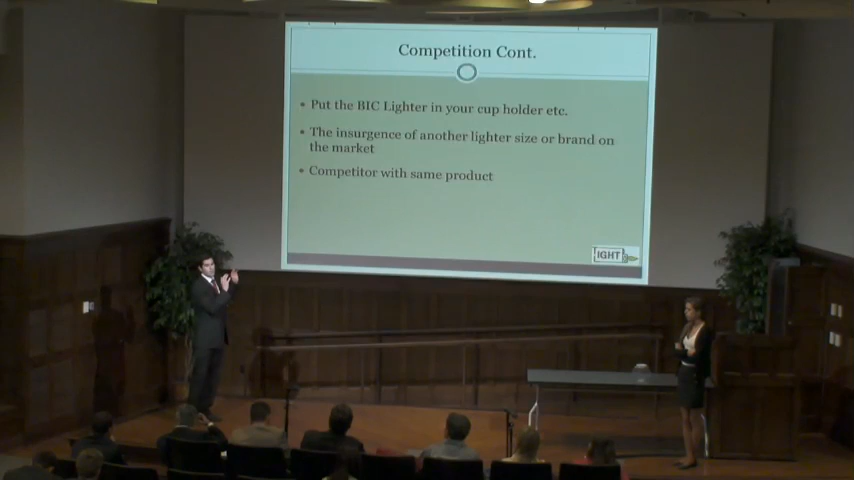 Competition Cont.
• Put the BIC Lighter in your cup holder etc.
• The insurgence of another lighter size or brand on
the market
• Competitor with same product
IGHT